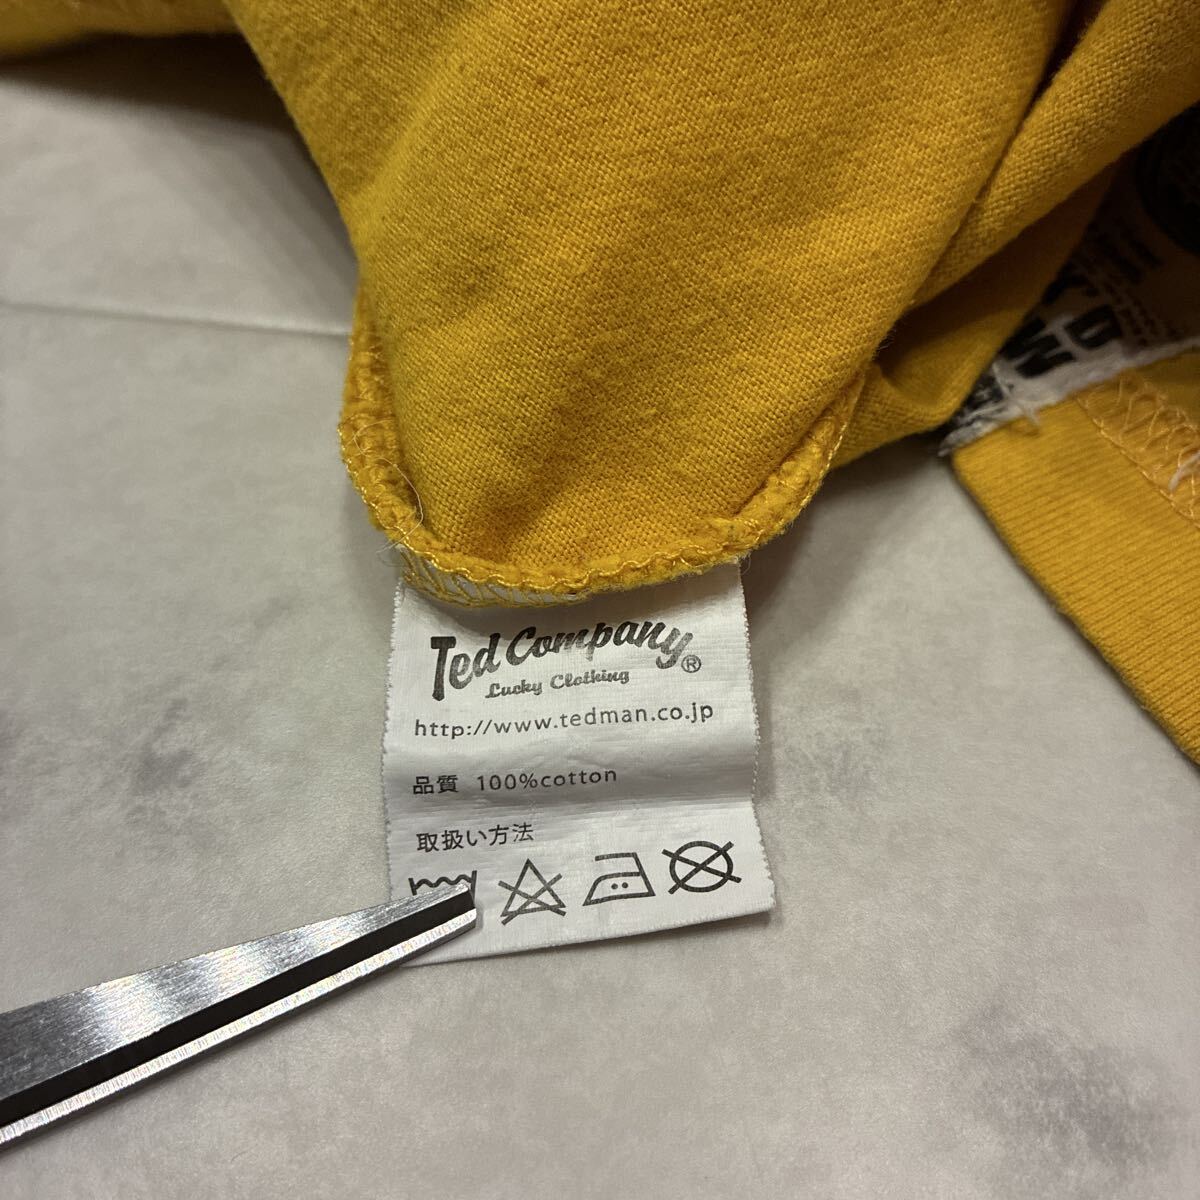 Ted Company®
Lucky Clothing
http://www.tedman.co.jp
品質 100%cotton
取扱い方法